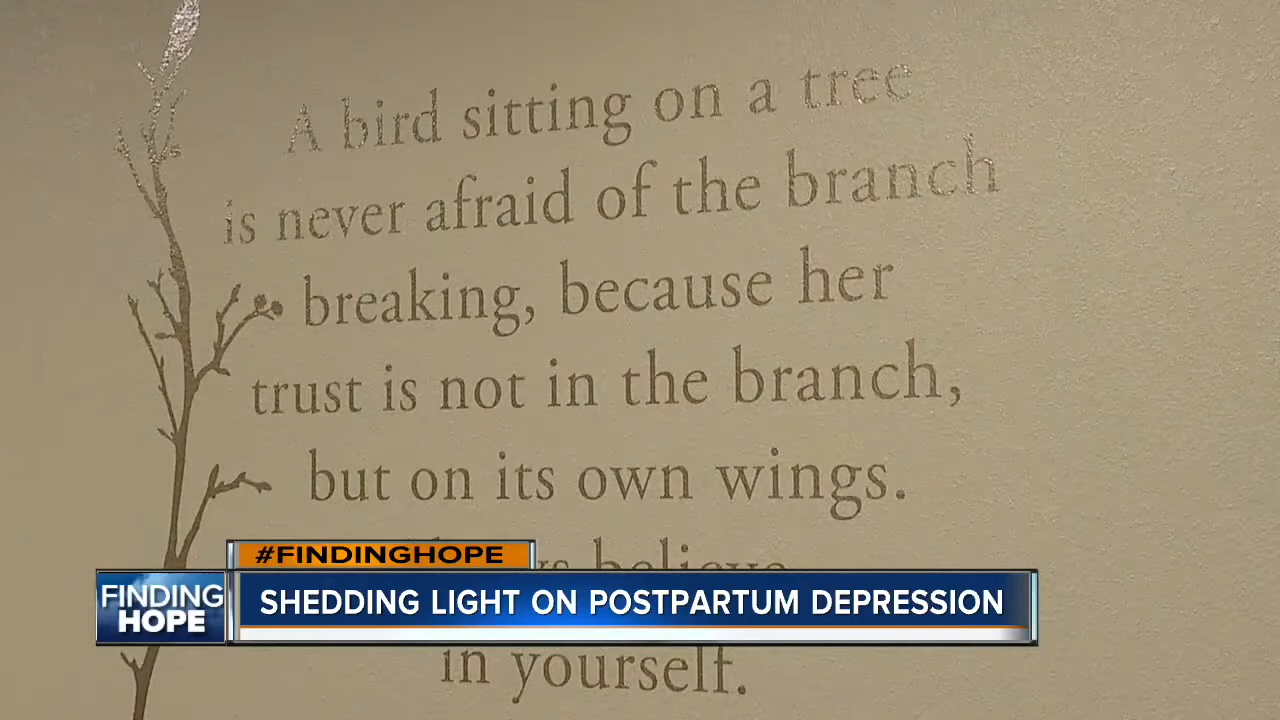 A bird sitting on a tree
is never afraid of the branch
breaking, because her
trust is not in the branch,
but on its own wings.
believe
#FINDINGHOPE
FINDING
HOPE
SHEDDING LIGHT ON POSTPARTUM DEPRESSION
in yourself.